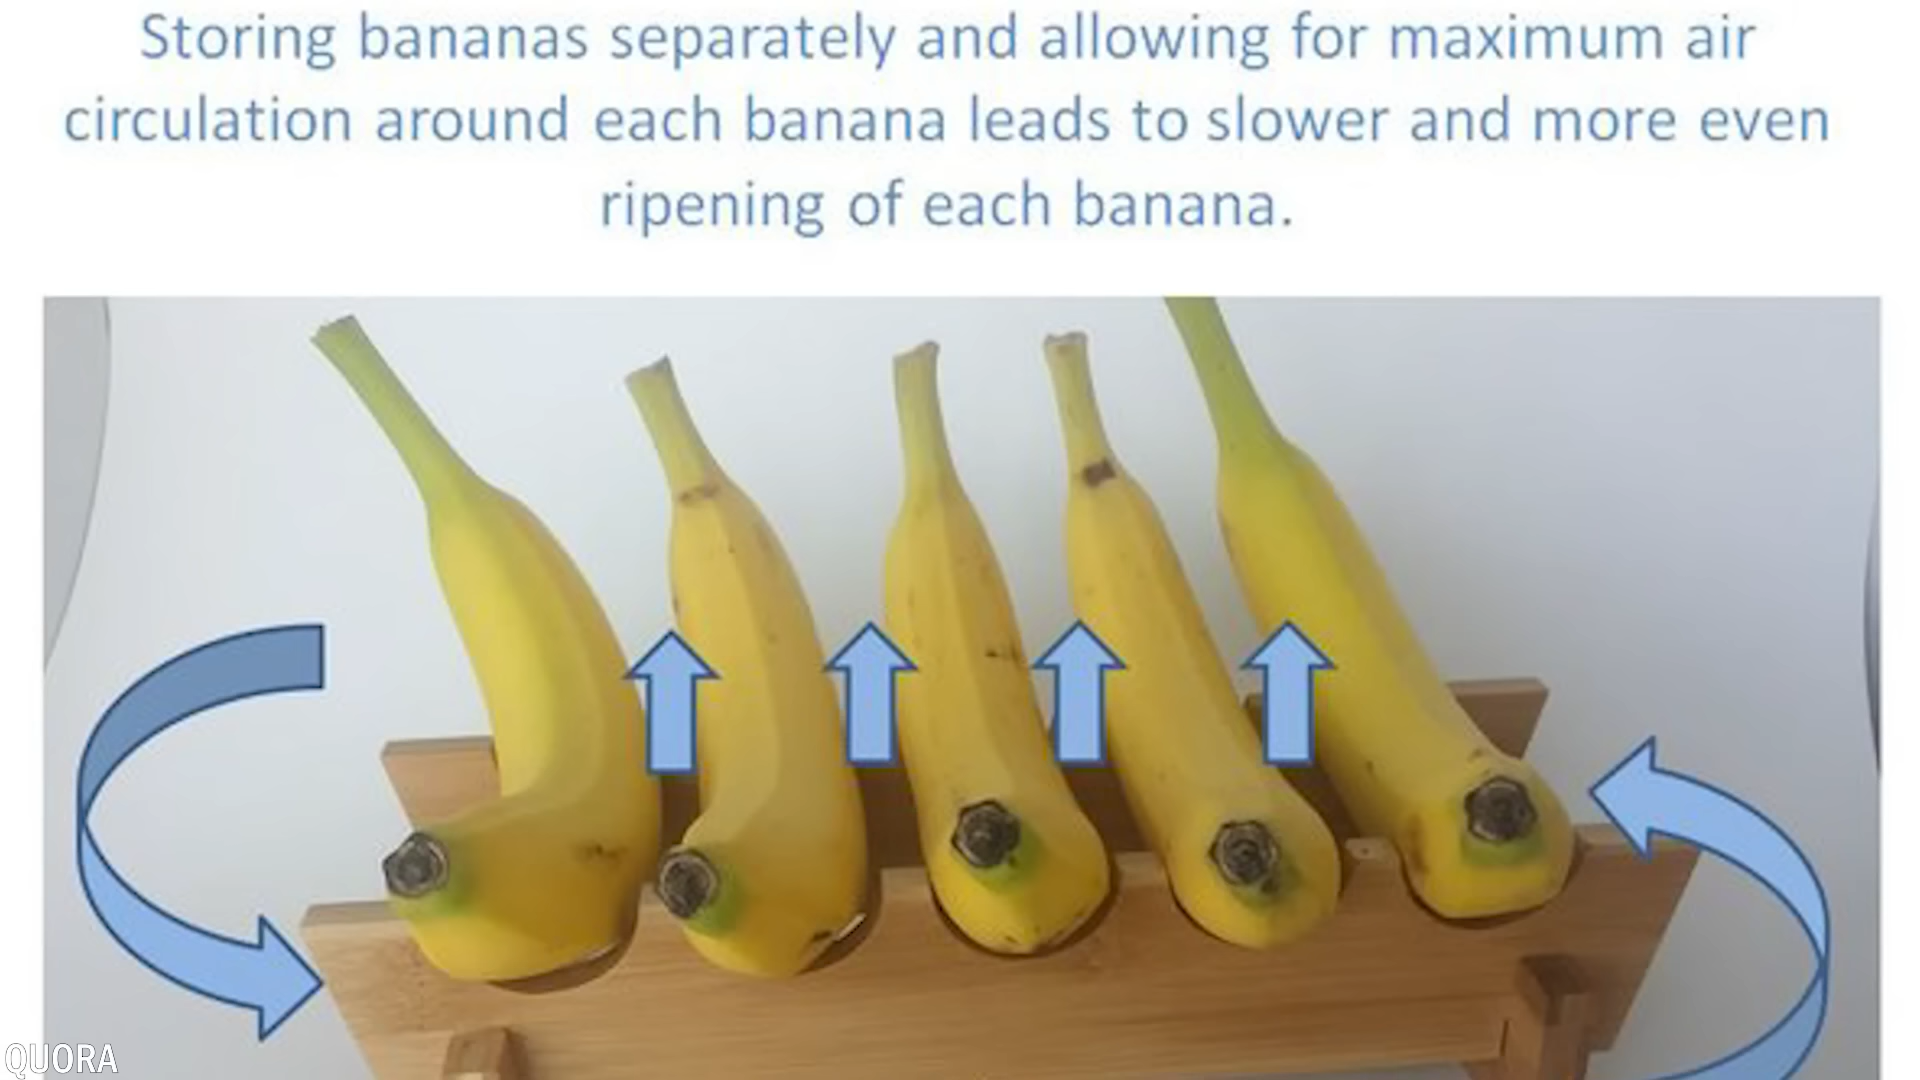 Storing bananas separately and allowing for maximum air
circulation around each banana leads to slower and more even
ripening of each banana.
QUORA